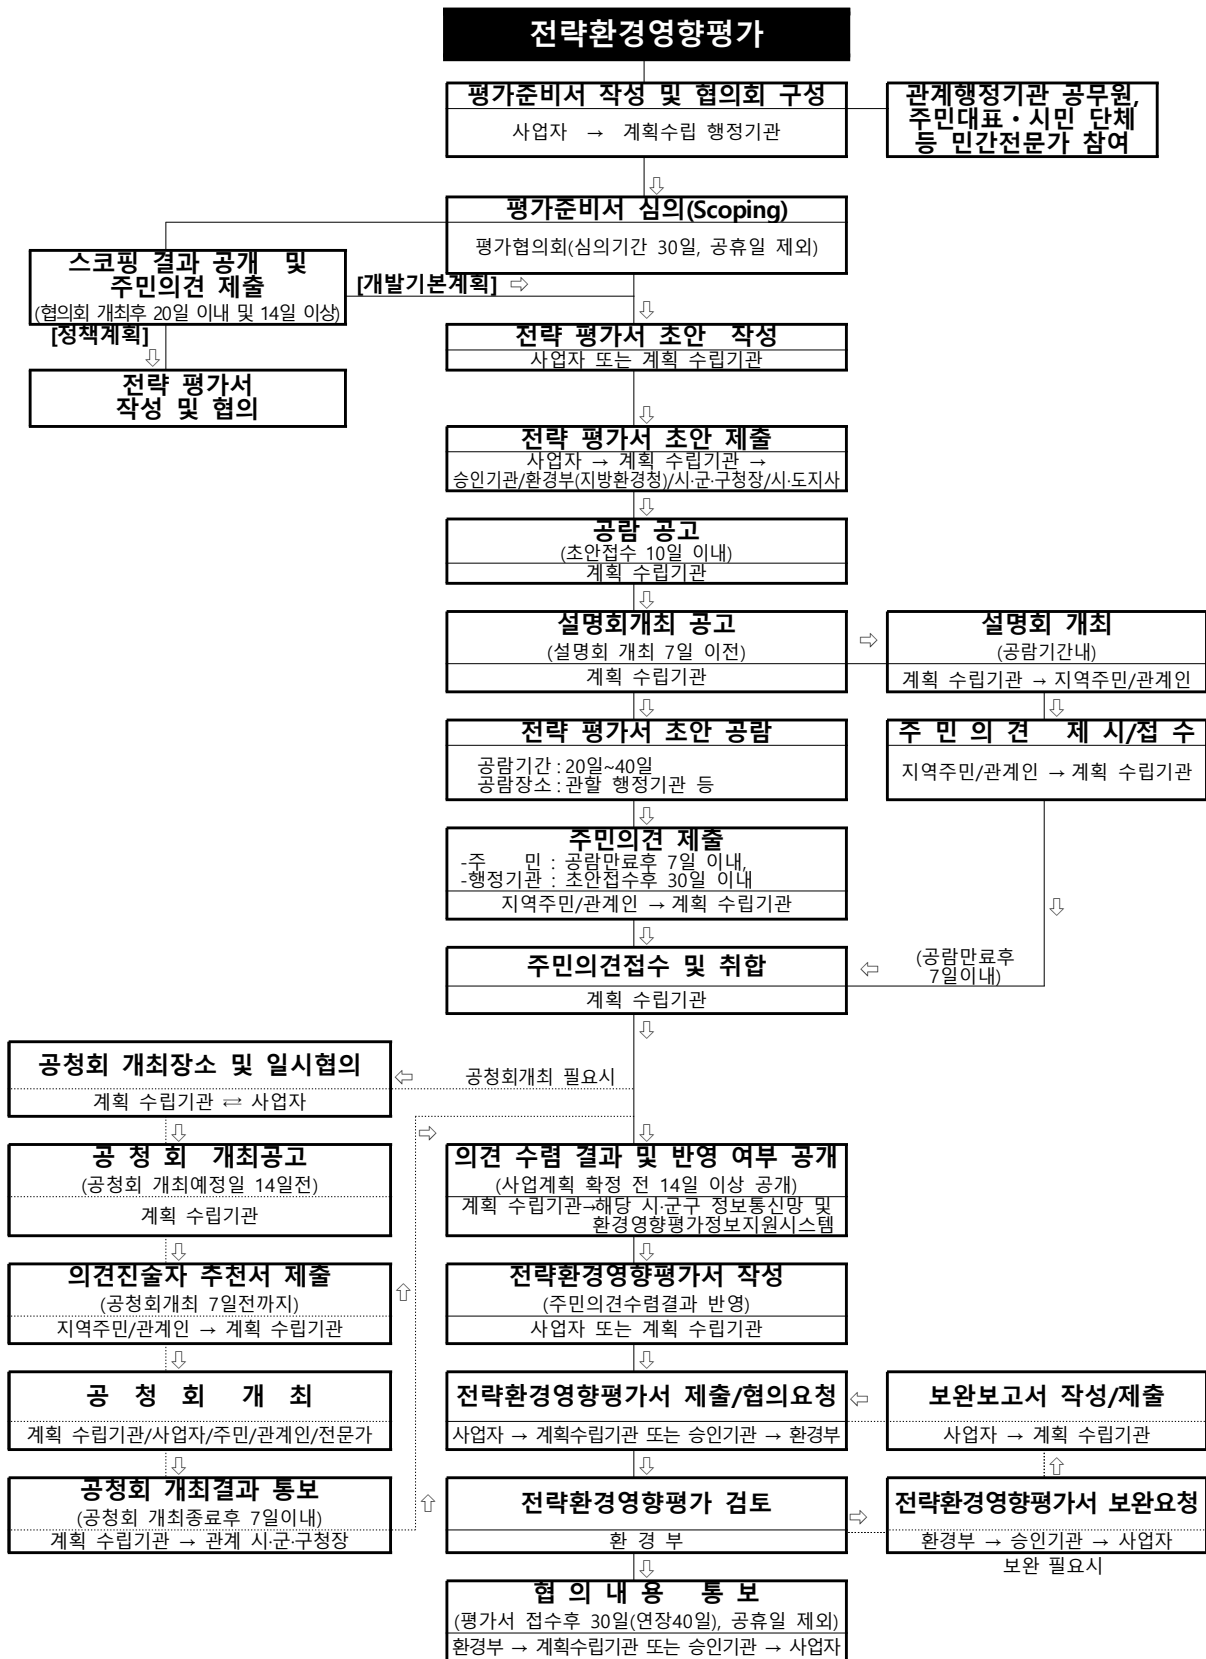 전략환경영향평가
평가준비서 작성 및 협의회 구성
사업자 → 계획수립 행정기관
관계행정기관 공무원,
주민대표·시민 단체
등 민간전문가 참여
⇩
평가준비서 심의(Scoping)
평가협의회(심의기간 30일, 공휴일 제외)
스코핑 결과 공개 및
주민의견 제출
(협의회 개최후 20일 이내 및 14일 이상)
[개발기본계획] ⇨
⇩
[정책계획]
⇩
전략 평가서
작성 및 협의
전략 평가서 초안 작성
사업자 또는 계획 수립기관
⇩
전략 평가서 초안 제출
사업자 → 계획 수립기관 →
승인기관/환경부(지방환경청)/시·군·구청장/시·도지사
⇩
공람 공고
(초안접수 10일 이내)
계획 수립기관
⇩
설명회개최 공고
(설명회 개최 7일 이전)
계획 수립기관
⇨
설명회 개최
(공람기간내)
계획 수립기관 → 지역주민/관계인
⇩
⇩
전략 평가서 초안 공람
공람기간 : 20일~40일
공람장소 : 관할 행정기관 등
주 민 의 견 제 시/접 수
지역주민/관계인 → 계획 수립기관
⇩
주민의견 제출
-주 민 : 공람만료후 7일 이내,
-행정기관 : 초안접수후 30일 이내
지역주민/관계인 → 계획 수립기관
⇩
⇩
주민의견접수 및 취합
계획 수립기관
⇦
(공람만료후
7일이내)
⇩
공청회 개최장소 및 일시협의
계획 수립기관 ⇄ 사업자
⇦ 공청회개최 필요시
⇩
공 청 회 개최공고
(공청회 개최예정일 14일전)
계획 수립기관
⇩
의견진술자 추천서 제출
(공청회개최 7일전까지)
지역주민/관계인 → 계획 수립기관
⇩
공 청 회 개 최
계획 수립기관/사업자/주민/관계인/전문가
⇩
공청회 개최결과 통보
(공청회 개최종료후 7일이내)
계획 수립기관 → 관계 시·군·구청장
⇧
⇧
⇨
⇩
의견 수렴 결과 및 반영 여부 공개
(사업계획 확정 전 14일 이상 공개)
계획 수립기관→해당 시·군구 정보통신망 및
환경영향평가정보지원시스템
⇩
전략환경영향평가서 작성
(주민의견수렴결과 반영)
사업자 또는 계획 수립기관
⇩
전략환경영향평가서 제출/협의요청
사업자 → 계획수립기관 또는 승인기관 → 환경부
⇦
보완보고서 작성/제출
사업자 → 계획 수립기관
⇩
⇧
전략환경영향평가 검토
환 경 부
⇨
전략환경영향평가서 보완요청
환경부 → 승인기관 → 사업자
보완 필요시
⇩
협 의 내 용 통 보
(평가서 접수후 30일(연장40일), 공휴일 제외)
환경부 → 계획수립기관 또는 승인기관 → 사업자